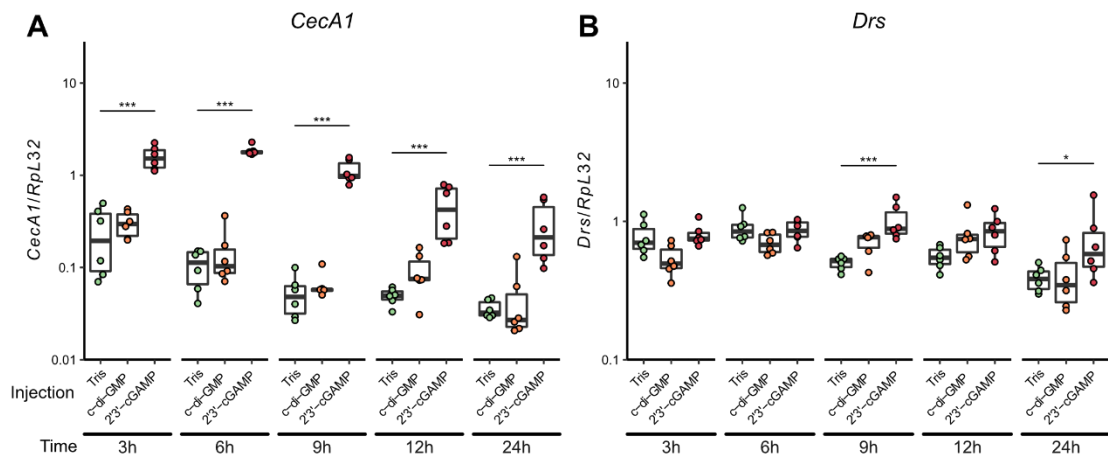 A CecA1
CecA1/RpL32
10
1
0.1
0.01
*** *** *** *** ***
Injection
Tris c-di-GMP 2'3'-cGAMP Tris c-di-GMP 2'3'-cGAMP Tris c-di-GMP 2'3'-cGAMP Tris c-di-GMP 2'3'-cGAMP Tris c-di-GMP 2'3'-cGAMP
Time 3h 6h 9h 12h 24h
B Drs
Drs/RpL32
10
1
0.1
*** *
Tris c-di-GMP 2'3'-cGAMP Tris c-di-GMP 2'3'-cGAMP Tris c-di-GMP 2'3'-cGAMP Tris c-di-GMP 2'3'-cGAMP Tris c-di-GMP 2'3'-cGAMP
3h 6h 9h 12h 24h